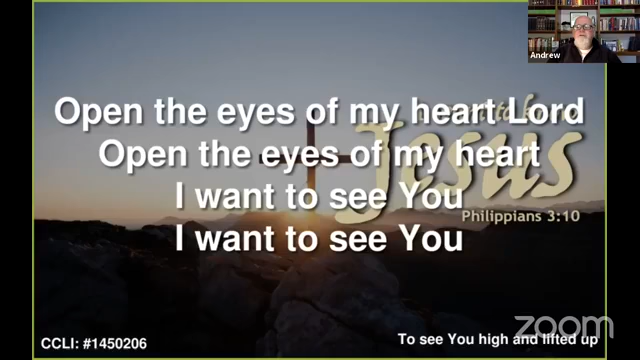 Andrew
Open the eyes of my heart Lord
Open the eyes of my heart
I want to see You
I want to see You
Jesus
Philippians 3:10
CCLI: #1450206
To see You high and lifted up
zoom